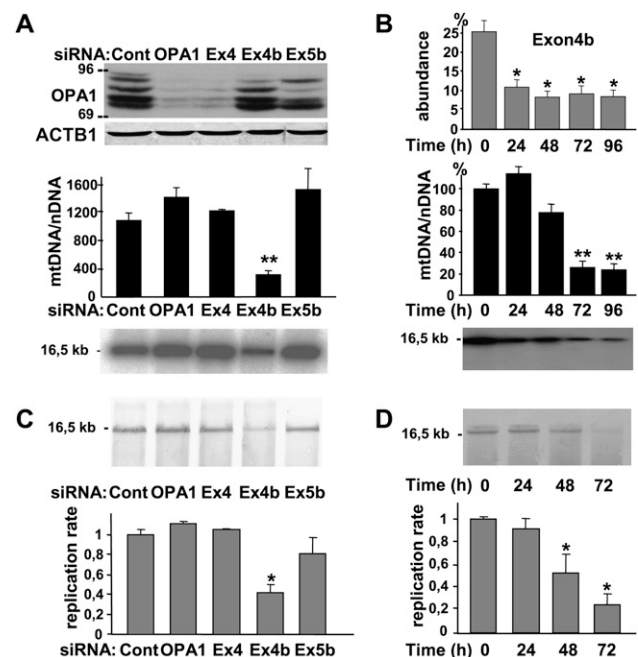 A
siRNA: Cont OPA1 Ex4 Ex4b Ex5b
96
OPA1
69
ACTB1
mtDNA/nDNA
1600
1200
800
400
0
**
siRNA: Cont OPA1 Ex4 Ex4b Ex5b
16,5 kb -
B
%
Exon4b
abundance
30
25
20
15
10
5
0
* * * *
Time (h) 0 24 48 72 96
%
mtDNA/nDNA
120
100
80
60
40
20
0
** **
Time (h) 0 24 48 72 96
16,5 kb -
C
16,5 kb -
siRNA: Cont OPA1 Ex4 Ex4b Ex5b
replication rate
1
0,8
0,6
0,4
0,2
0
*
siRNA: Cont OPA1 Ex4 Ex4b Ex5b
D
16,5 kb -
Time (h) 0 24 48 72
replication rate
1
0,8
0,6
0,4
0,2
* *
Time (h) 0 24 48 72